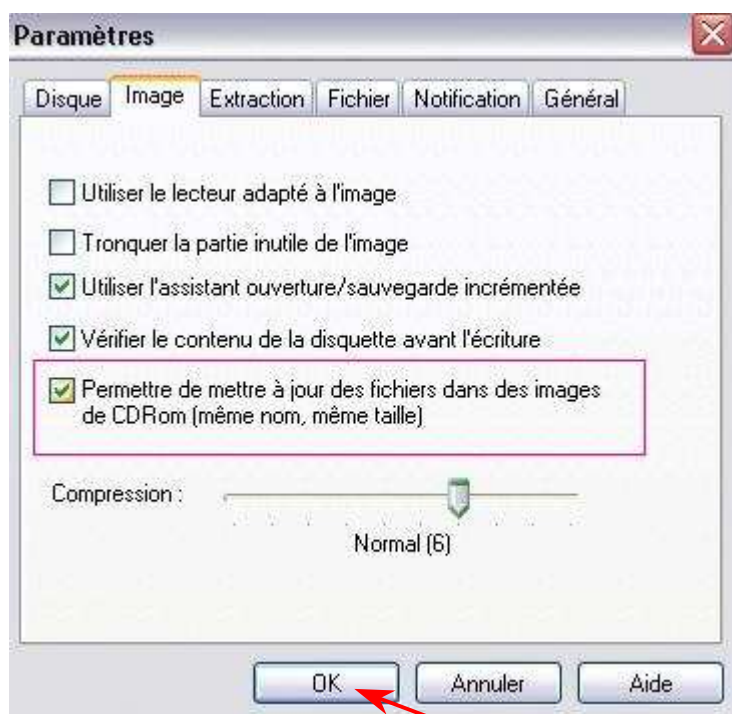 Paramètres
Disque Image Extraction Fichier Notification Général
Utiliser le lecteur adapté à l'image
Tronquer la partie inutile de l'image
Utiliser l'assistant ouverture/sauvegarde incrémentée
Vérifier le contenu de la disquette avant l'écriture
Permettre de mettre à jour des fichiers dans des images
de CDRom (même nom, même taille)
Compression :
Normal (6)
OK Annuler Aide